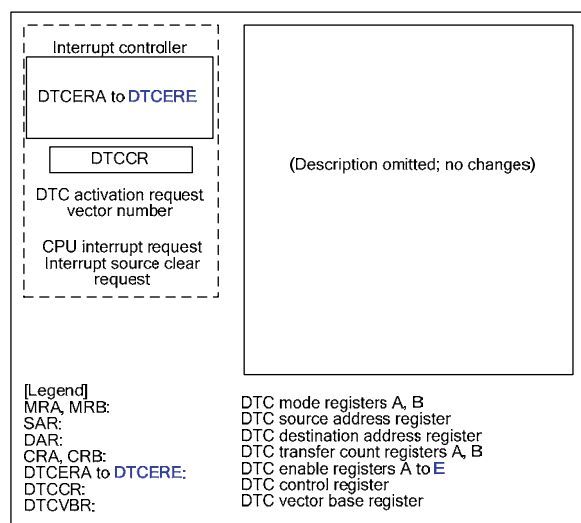 Interrupt controller
DTCERA to DTCERE
DTCCR
DTC activation request
vector number
CPU interrupt request
Interrupt source clear
request
(Description omitted; no changes)
[Legend]
MRA, MRB: DTC mode registers A, B
SAR: DTC source address register
DAR: DTC destination address register
CRA, CRB: DTC transfer count registers A, B
DTCERA to DTCERE: DTC enable registers A to E
DTCCR: DTC control register
DTCVBR: DTC vector base register